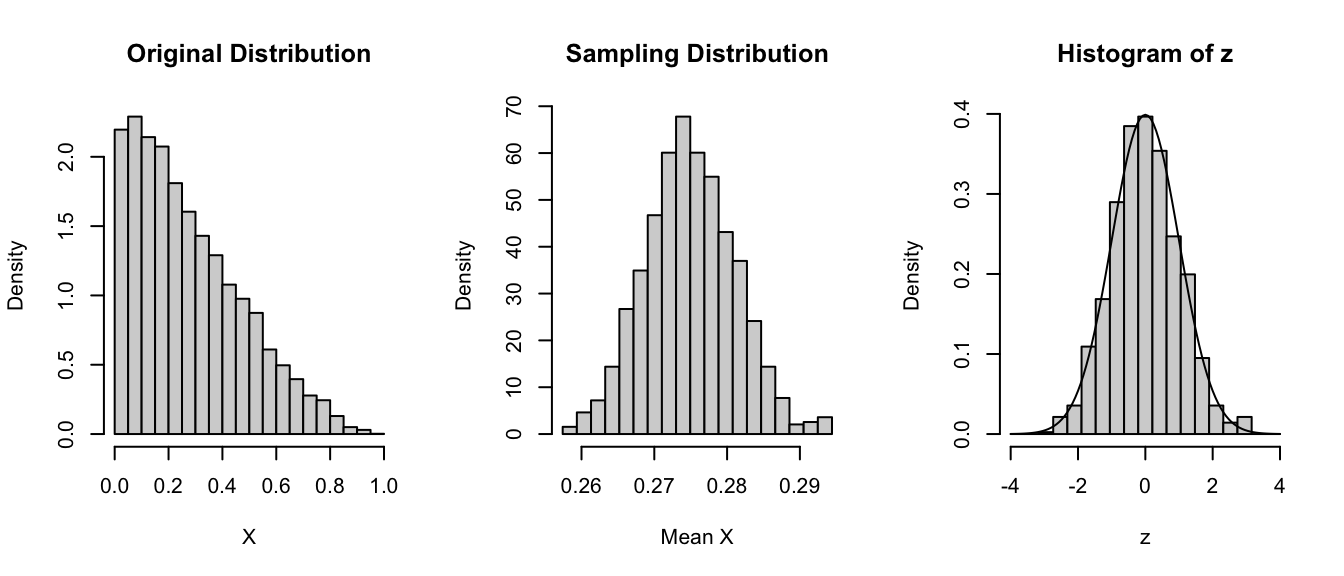 Original Distribution
Density
0.0 0.5 1.0 1.5 2.0
0.0 0.2 0.4 0.6 0.8 1.0
X
Sampling Distribution
Density
0 10 20 30 40 50 60 70
0.26 0.27 0.28 0.29
Mean X
Histogram of z
Density
0.0 0.1 0.2 0.3 0.4
-4 -2 0 2 4
z